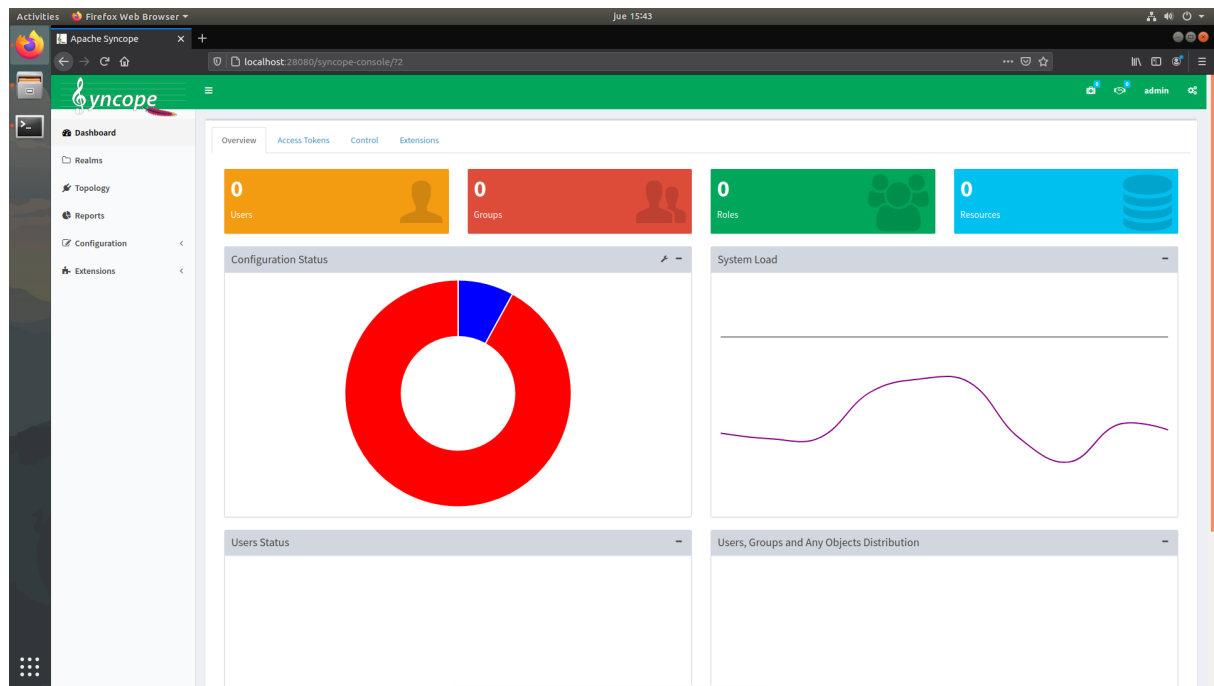 Activities Firefox Web Browser jue 15:43
Apache Syncope
localhost:28080/syncope-console/?2
Syncope admin
Dashboard
Realms
Topology
Reports
Configuration
Extensions
Overview Access Tokens Control Extensions
0 0 0 0
Users Groups Roles Resources
Configuration Status System Load
Users Status Users, Groups and Any Objects Distribution